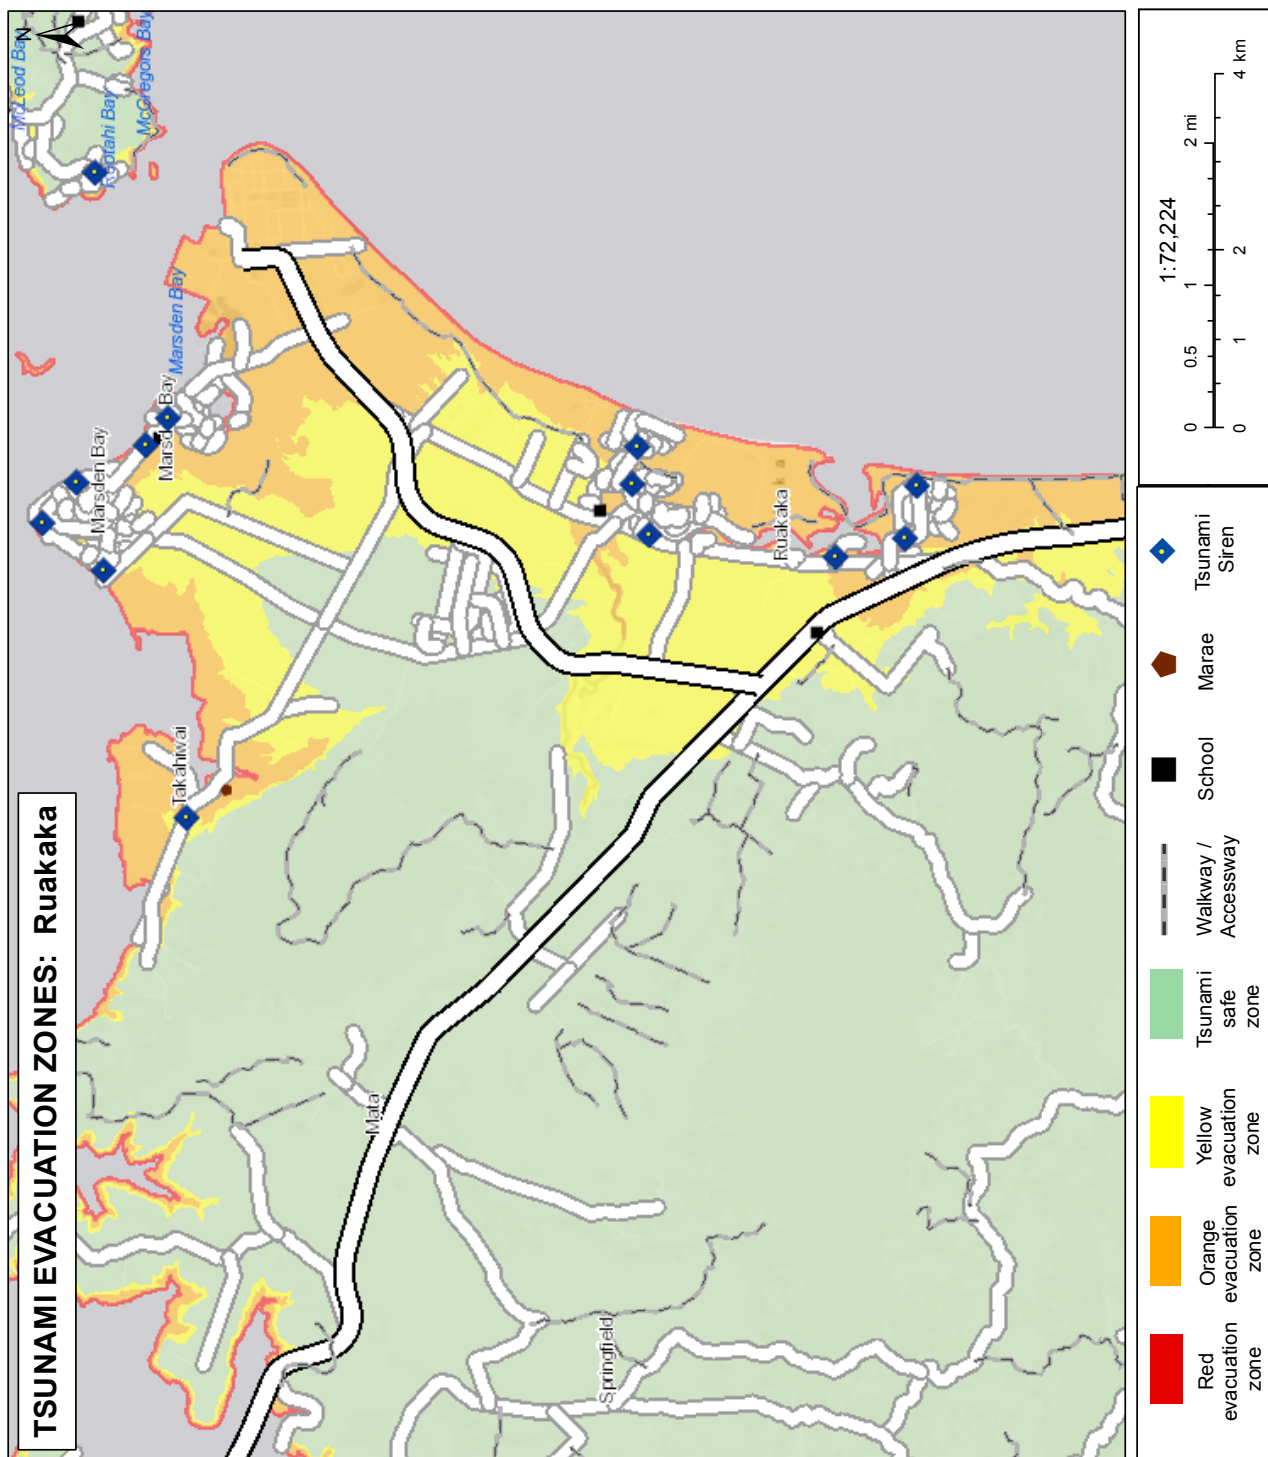 TSUNAMI EVACUATION ZONES: Ruakaka
N
McLeod Bay
Reotahi Bay
McGregors Bay
Marsden Bay
Marsden Bay
Marsden Bay
Takahiwai
Ruakaka
Mata
Springfield
Red
evacuation
zone
Orange
evacuation
zone
Yellow
evacuation
zone
Tsunami
safe
zone
Walkway /
Accessway
School
Marae
Tsunami
Siren
1:72,224
0 0.5 1 2 mi
0 1 2 4 km